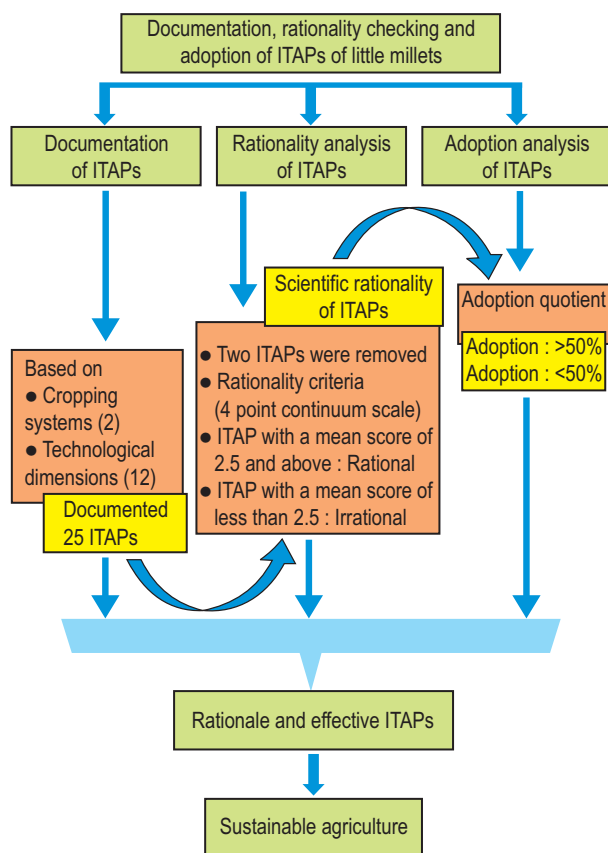 Documentation, rationality checking and
adoption of ITAPs of little millets
Documentation
of ITAPs
Rationality analysis
of ITAPs
Adoption analysis
of ITAPs
Scientific rationality
of ITAPs
Adoption quotient
Adoption : >50%
Adoption : <50%
Based on
● Cropping
systems (2)
● Technological
dimensions (12)
Documented
25 ITAPs
● Two ITAPs were removed
● Rationality criteria
(4 point continuum scale)
● ITAP with a mean score of
2.5 and above : Rational
● ITAP with a mean score of
less than 2.5 : Irrational
Rationale and effective ITAPs
Sustainable agriculture